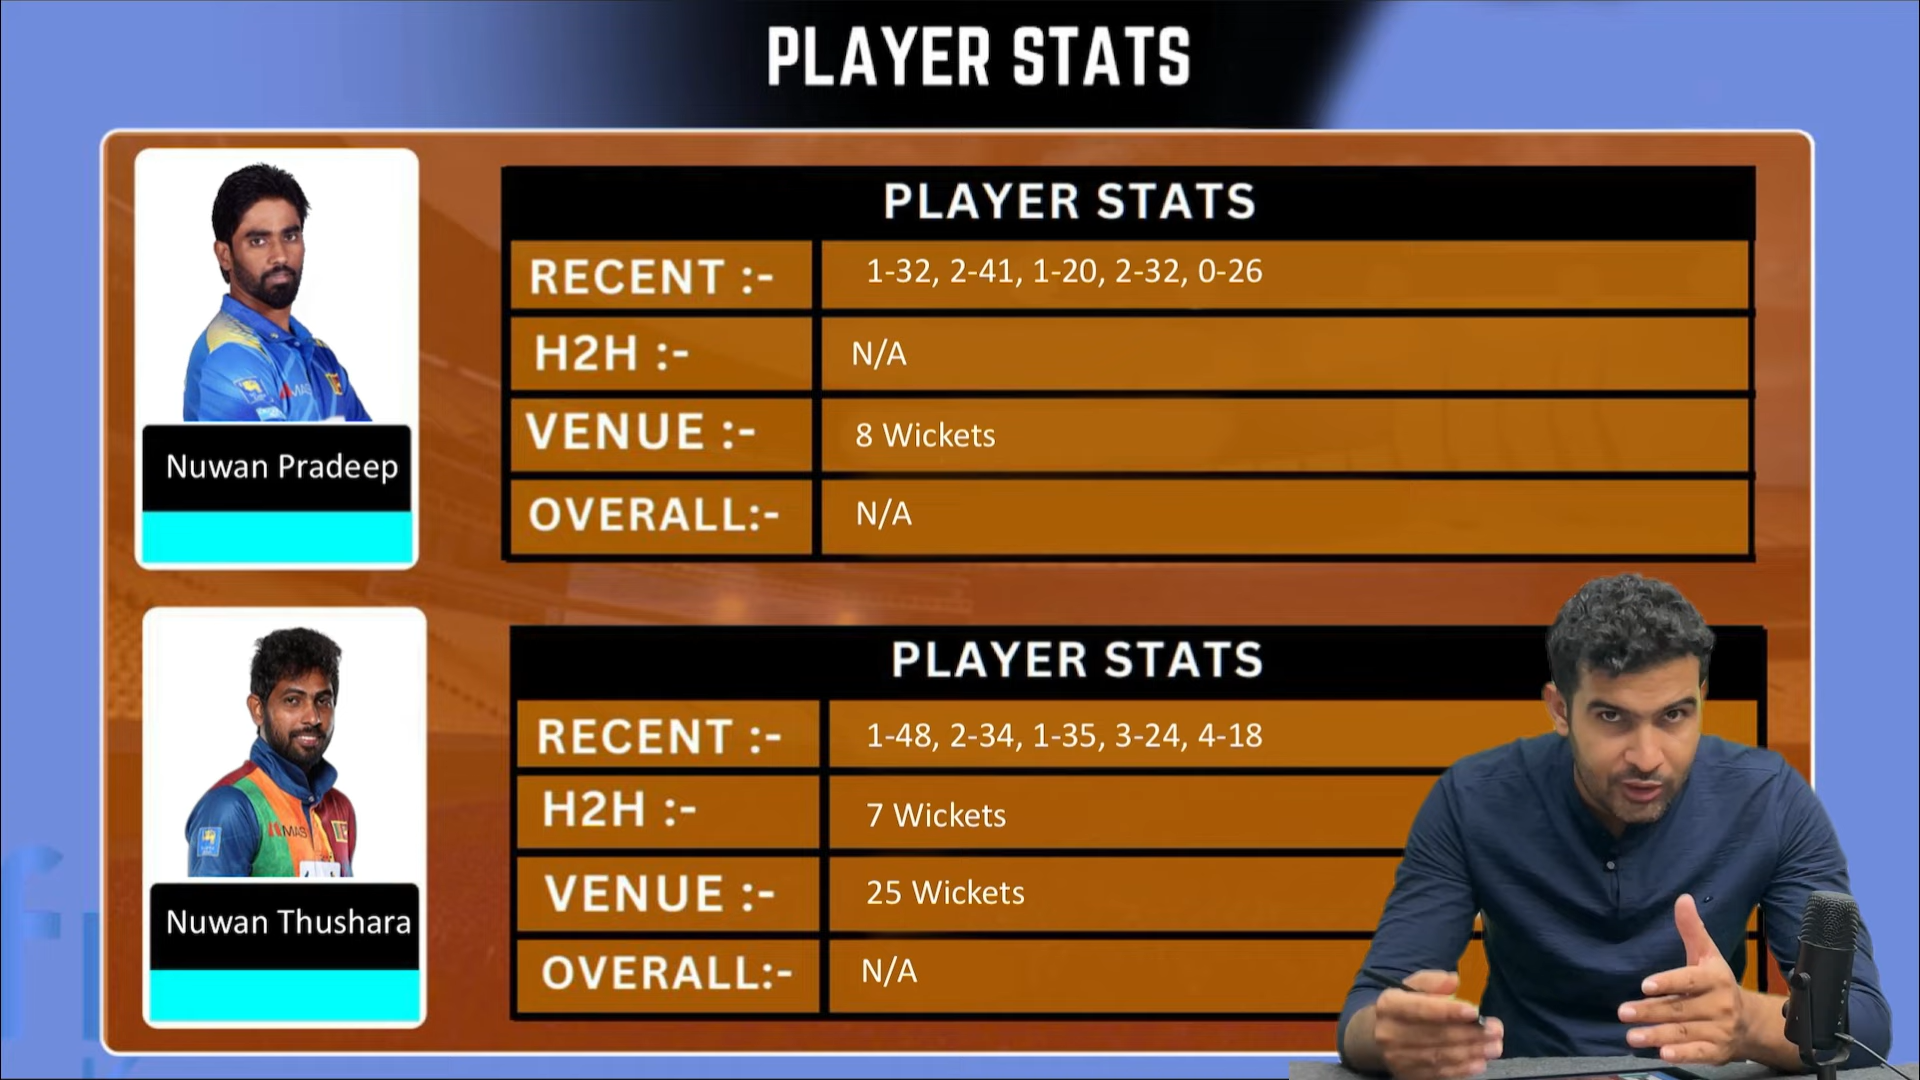 PLAYER STATS
PLAYER STATS
RECENT :- 1-32, 2-41, 1-20, 2-32, 0-26
H2H :- N/A
VENUE :- 8 Wickets
OVERALL:- N/A
Nuwan Pradeep
PLAYER STATS
RECENT :- 1-48, 2-34, 1-35, 3-24, 4-18
H2H :- 7 Wickets
VENUE :- 25 Wickets
OVERALL:- N/A
Nuwan Thushara